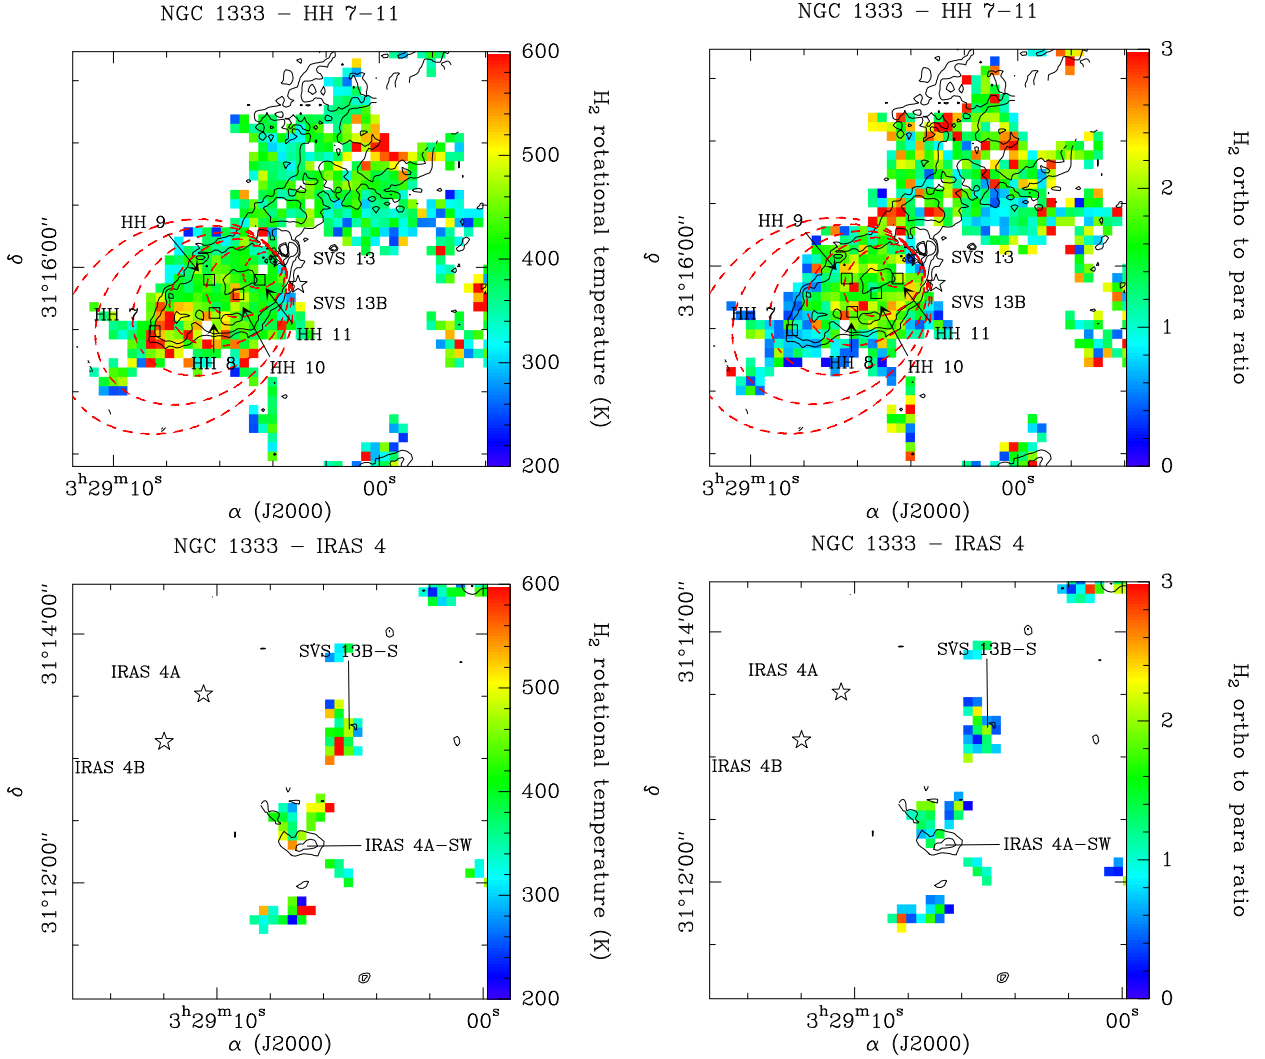 NGC 1333 − HH 7−11
600
500
400
300
200
H₂ rotational temperature (K)
HH 9
SVS 13
SVS 13B
HH 7
HH 11
HH 8
HH 10
δ
31°16′00″
3ʰ29ᵐ10ˢ
00ˢ
α (J2000)
NGC 1333 − HH 7−11
3
2
1
0
H₂ ortho to para ratio
HH 9
SVS 13
SVS 13B
HH 7
HH 11
HH 8
HH 10
δ
31°16′00″
3ʰ29ᵐ10ˢ
00ˢ
α (J2000)
NGC 1333 − IRAS 4
600
500
400
300
200
H₂ rotational temperature (K)
SVS 13B−S
IRAS 4A
IRAS 4B
IRAS 4A−SW
δ
31°14′00″
31°12′00″
3ʰ29ᵐ10ˢ
00ˢ
α (J2000)
NGC 1333 − IRAS 4
3
2
1
0
H₂ ortho to para ratio
SVS 13B−S
IRAS 4A
IRAS 4B
IRAS 4A−SW
δ
31°14′00″
31°12′00″
3ʰ29ᵐ10ˢ
00ˢ
α (J2000)